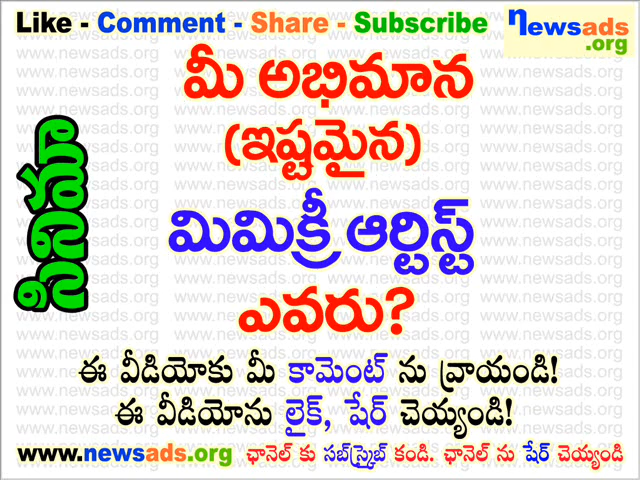 Like - Comment - Share - Subscribe
newsads
.org
మీ అభిమాన
(ఇష్టమైన)
సినిమా
మిమిక్రీ ఆర్టిస్ట్
ఎవరు?
ఈ వీడియోకు మీ కామెంట్ ను వ్రాయండి!
ఈ వీడియోను లైక్, షేర్ చెయ్యండి!
www.newsads.org ఛానెల్ కు సబ్‌స్క్రైబ్ కండి. ఛానెల్ ను షేర్ చెయ్యండి